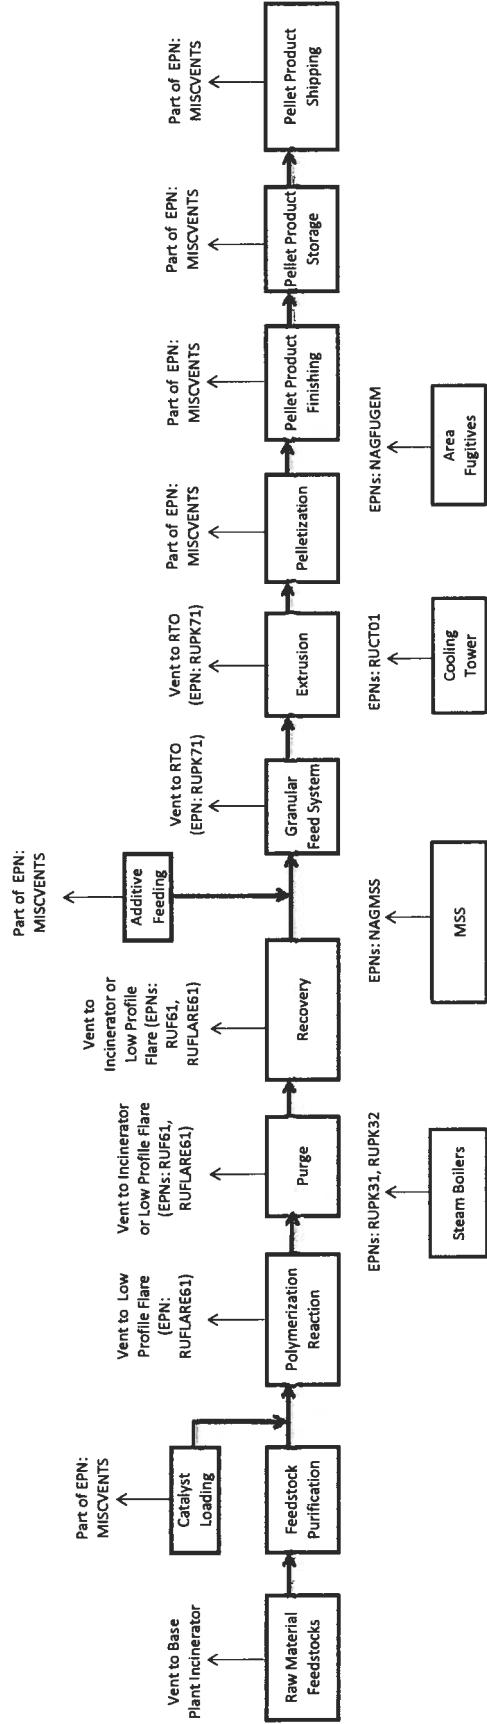 Vent to Base
Plant Incinerator
Raw Material
Feedstocks
Part of EPN:
MISCVENTS
Catalyst
Loading
Feedstock
Purification
Vent to Low
Profile Flare
(EPN:
RUFLARE61)
Polymerization
Reaction
Vent to Incinerator
or Low Profile Flare
(EPNs: RUF61,
RUFLARE61)
Purge
Vent to
Incinerator or
Low Profile
Flare (EPNs:
RUF61,
RUFLARE61)
Recovery
Part of EPN:
MISCVENTS
Additive
Feeding
Vent to RTO
(EPN: RUPK71)
Granular
Feed System
Vent to RTO
(EPN: RUPK71)
Extrusion
Part of EPN:
MISCVENTS
Pelletization
Part of EPN:
MISCVENTS
Pellet Product
Finishing
Part of EPN:
MISCVENTS
Pellet Product
Storage
Part of EPN:
MISCVENTS
Pellet Product
Shipping
EPNs: RUPK31, RUPK32
Steam Boilers
EPNs: NAGMSS
MSS
EPNs: RUCT01
Cooling
Tower
EPNs: NAGFUGEM
Area
Fugitives